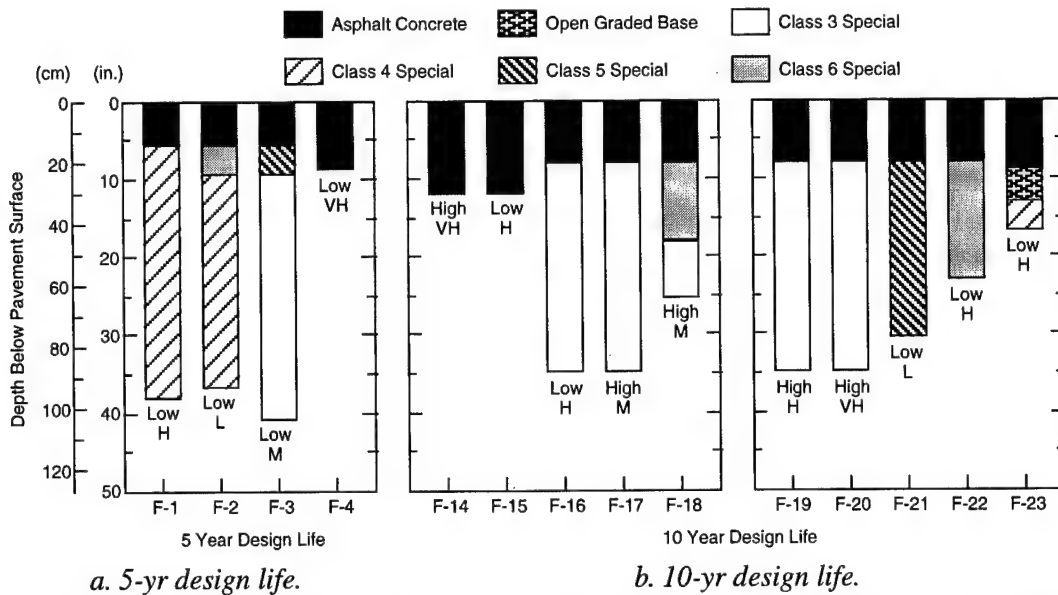 Asphalt Concrete Open Graded Base Class 3 Special
Class 4 Special Class 5 Special Class 6 Special
(cm) (in.)
Depth Below Pavement Surface
0
20
40
60
80
100
120
0
10
20
30
40
50
Low
H
Low
L
Low
M
Low
VH
High
VH
Low
H
Low
H
High
M
High
M
High
H
High
VH
Low
L
Low
H
Low
H
F-1 F-2 F-3 F-4 F-14 F-15 F-16 F-17 F-18 F-19 F-20 F-21 F-22 F-23
5 Year Design Life 10 Year Design Life
a. 5-yr design life. b. 10-yr design life.